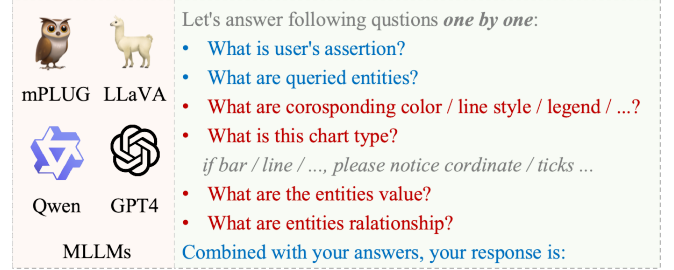 mPLUG LLaVA
Qwen GPT4
MLLMs
Let's answer following qustions one by one:
• What is user's assertion?
• What are queried entities?
• What are corosponding color / line style / legend / ...?
• What is this chart type?
if bar / line / ..., please notice cordinate / ticks ...
• What are the entities value?
• What are entities ralationship?
Combined with your answers, your response is: